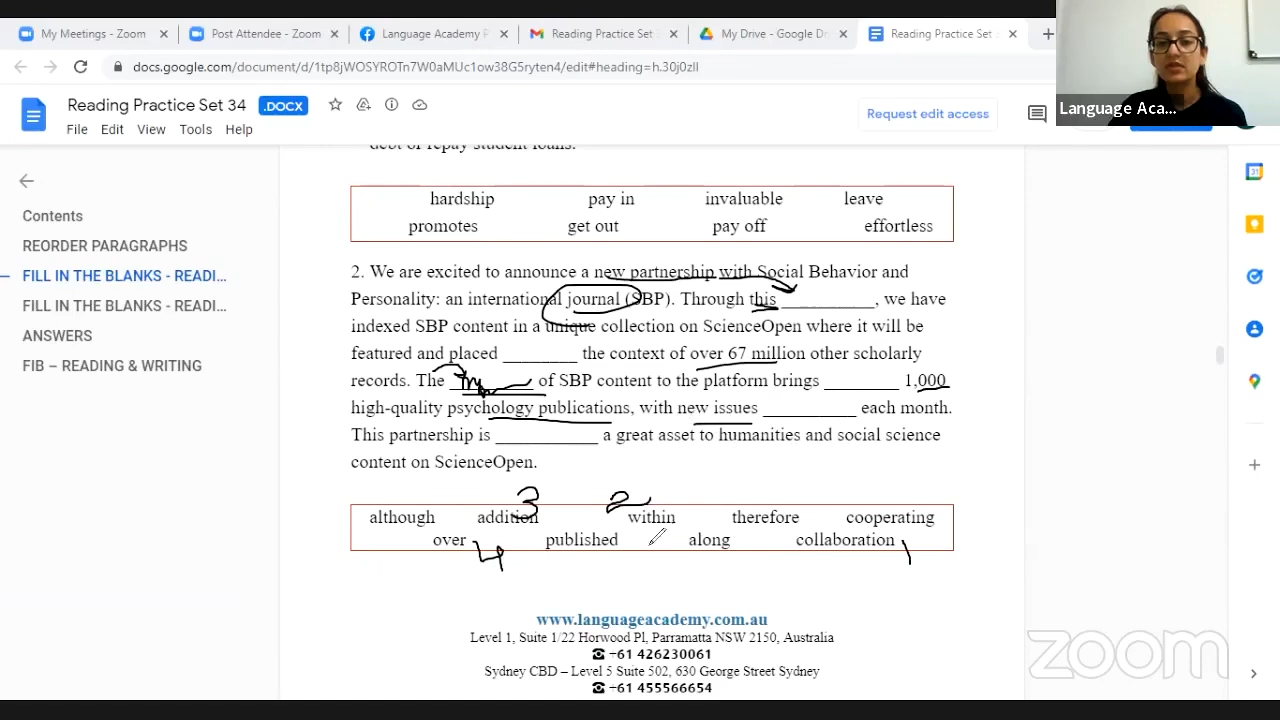 My Meetings - Zoom
Post Attendee - Zoom
Language Academy P
Reading Practice Set
My Drive - Google Dr
Reading Practice Set
docs.google.com/document/d/1tp8jWOSYROTn7W0aMUc1ow38G5ryten4/edit#heading=h.30j0zll
Reading Practice Set 34 .DOCX
Request edit access
Language Aca...
File Edit View Tools Help
debt or repay student loans.
Contents
REORDER PARAGRAPHS
FILL IN THE BLANKS - READI...
FILL IN THE BLANKS - READI...
ANSWERS
FIB – READING & WRITING
hardship pay in invaluable leave
promotes get out pay off effortless
2. We are excited to announce a new partnership with Social Behavior and
Personality: an international journal (SBP). Through this __________, we have
indexed SBP content in a unique collection on ScienceOpen where it will be
featured and placed ________ the context of over 67 million other scholarly
records. The _________ of SBP content to the platform brings ________ 1,000
high-quality psychology publications, with new issues __________ each month.
This partnership is ___________ a great asset to humanities and social science
content on ScienceOpen.
3 2
although addition within therefore cooperating
over published along collaboration
4 1
www.languageacademy.com.au
Level 1, Suite 1/22 Horwood Pl, Parramatta NSW 2150, Australia
☎ +61 426230061
Sydney CBD – Level 5 Suite 502, 630 George Street Sydney
☎ +61 455566654
zoom